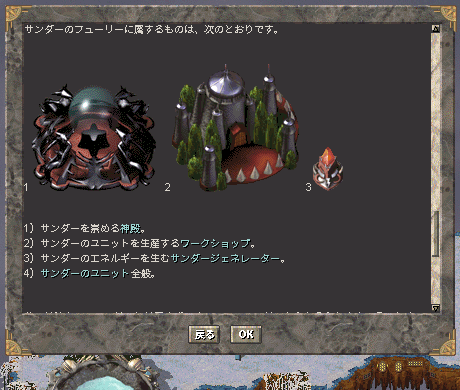 サンダーのフューリーに属するものは、次のとおりです。
1
2
3
1) サンダーを崇める神殿。
2) サンダーのユニットを生産するワークショップ。
3) サンダーのエネルギーを生むサンダージェネレーター。
4) サンダーのユニット全般。
戻る OK